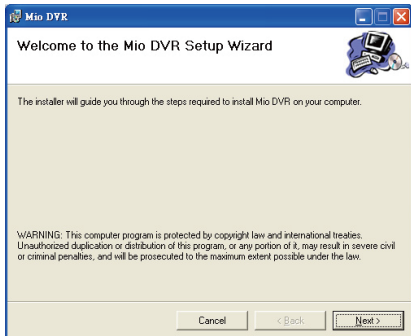 Mio DVR
Welcome to the Mio DVR Setup Wizard
The installer will guide you through the steps required to install Mio DVR on your computer.
WARNING: This computer program is protected by copyright law and international treaties.
Unauthorized duplication or distribution of this program, or any portion of it, may result in severe civil
or criminal penalties, and will be prosecuted to the maximum extent possible under the law.
Cancel < Back Next >